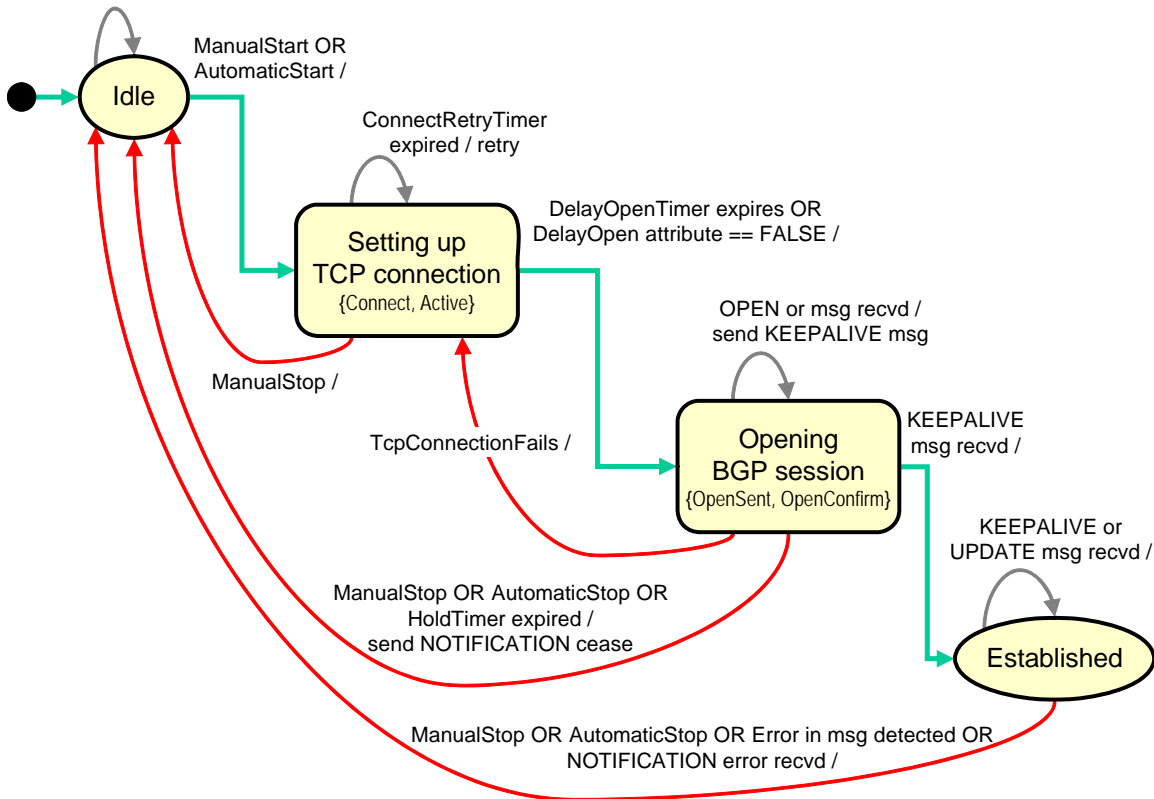 ManualStart OR
AutomaticStart /
Idle
ConnectRetryTimer
expired / retry
Setting up
TCP connection
{Connect, Active}
DelayOpenTimer expires OR
DelayOpen attribute == FALSE /
ManualStop /
OPEN or msg recvd /
send KEEPALIVE msg
TcpConnectionFails /
Opening
BGP session
{OpenSent, OpenConfirm}
KEEPALIVE
msg recvd /
KEEPALIVE or
UPDATE msg recvd /
ManualStop OR AutomaticStop OR
HoldTimer expired /
send NOTIFICATION cease
Established
ManualStop OR AutomaticStop OR Error in msg detected OR
NOTIFICATION error recvd /